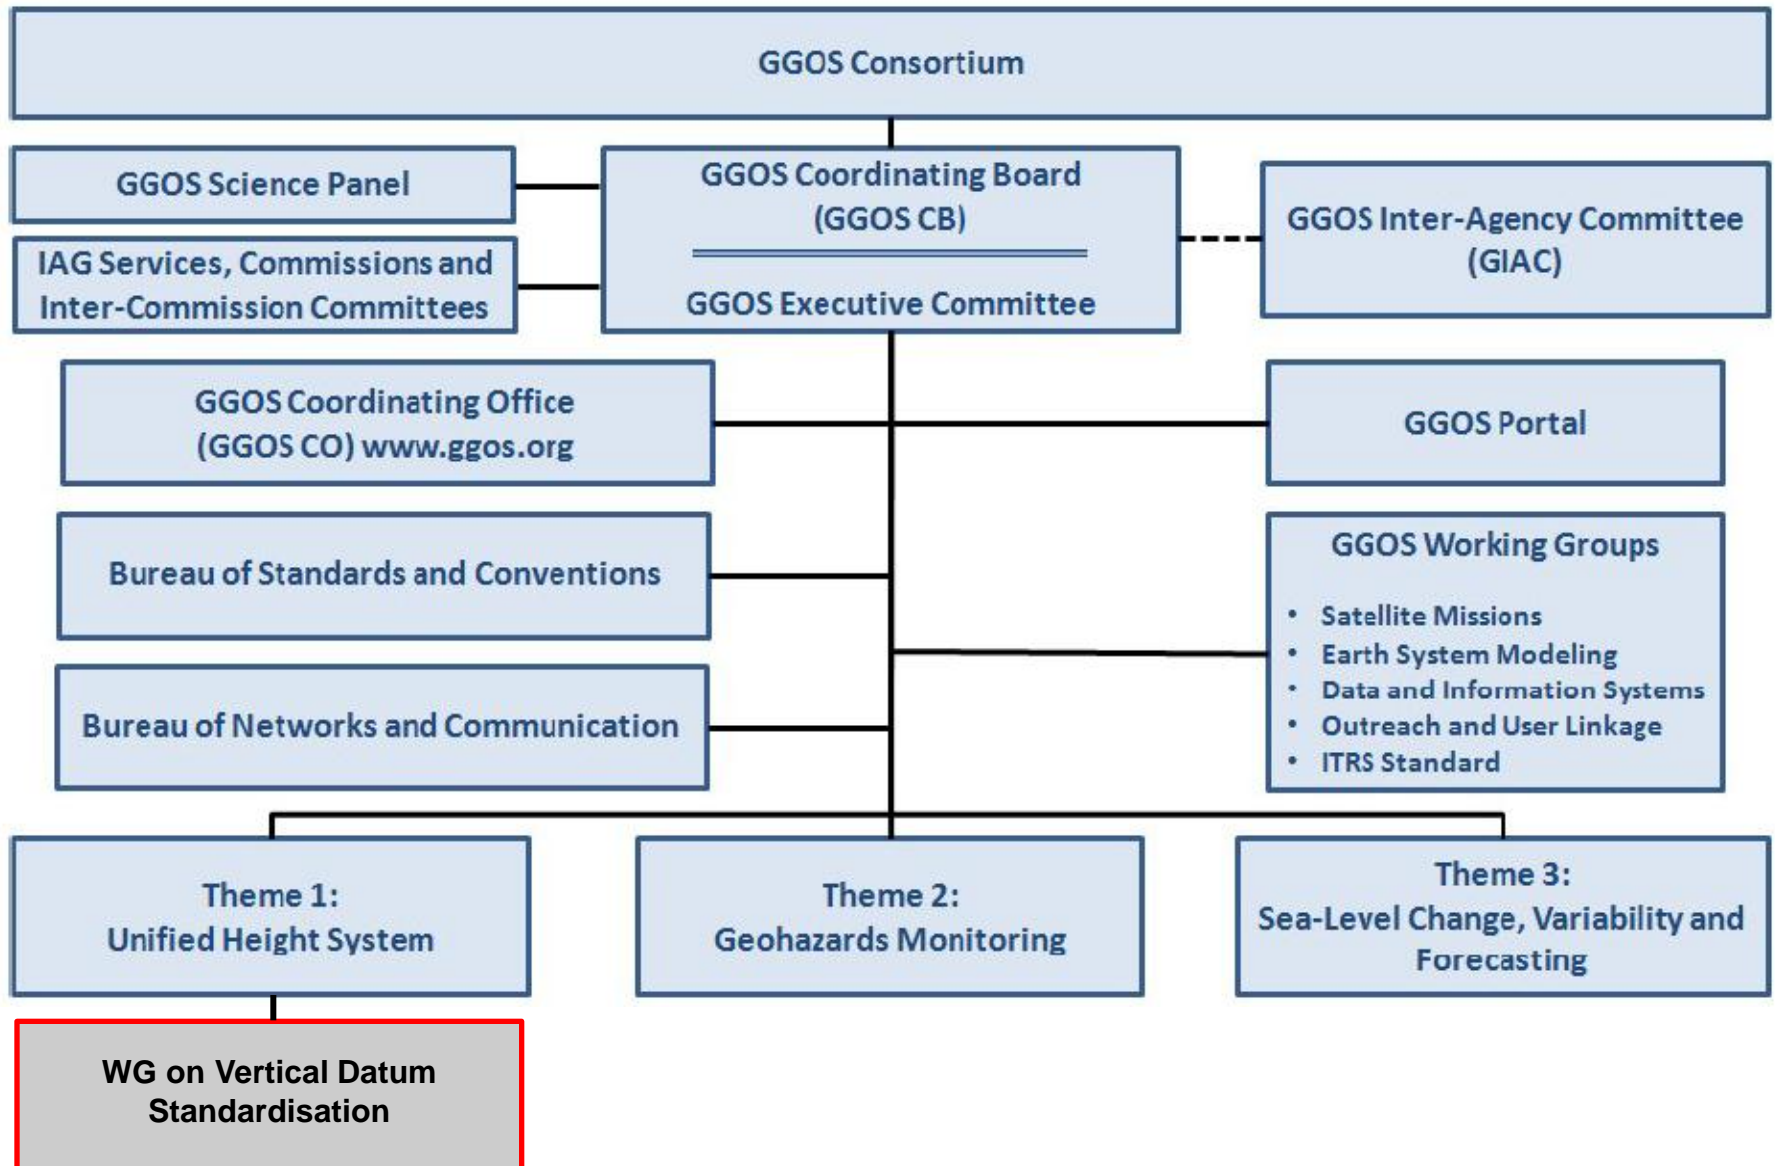 GGOS Consortium
GGOS Science Panel
GGOS Coordinating Board
(GGOS CB)
GGOS Executive Committee
GGOS Inter-Agency Committee
(GIAC)
IAG Services, Commissions and
Inter-Commission Committees
GGOS Coordinating Office
(GGOS CO) www.ggos.org
GGOS Portal
Bureau of Standards and Conventions
GGOS Working Groups
• Satellite Missions
• Earth System Modeling
• Data and Information Systems
• Outreach and User Linkage
• ITRS Standard
Bureau of Networks and Communication
Theme 1:
Unified Height System
Theme 2:
Geohazards Monitoring
Theme 3:
Sea-Level Change, Variability and
Forecasting
WG on Vertical Datum
Standardisation